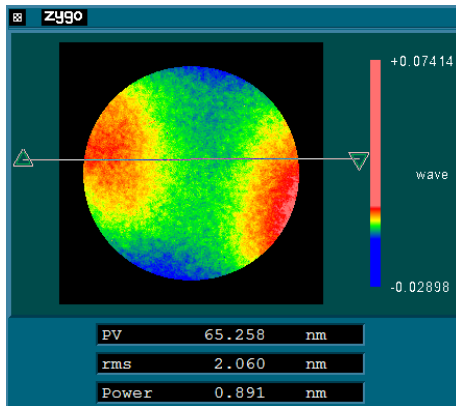 zygo
+0.07414
wave
-0.02898
PV 65.258 nm
rms 2.060 nm
Power 0.891 nm